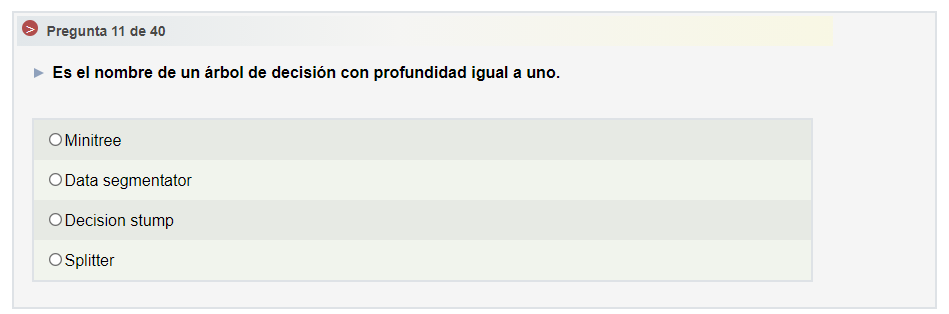 Pregunta 11 de 40
Es el nombre de un árbol de decisión con profundidad igual a uno.
Minitree
Data segmentator
Decision stump
Splitter